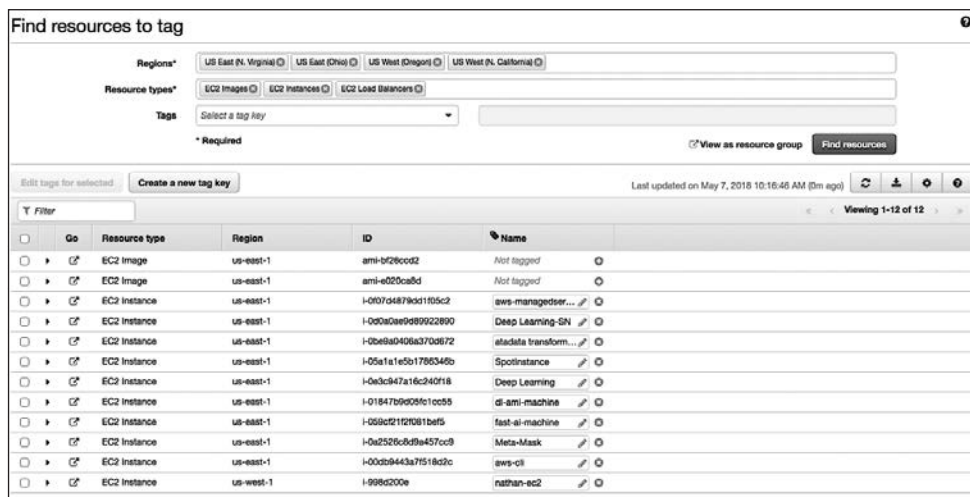 Find resources to tag
Regions* US East (N. Virginia) US East (Ohio) US West (Oregon) US West (N. California)
Resource types* EC2 Images EC2 Instances EC2 Load Balancers
Tags Select a tag key
* Required View as resource group Find resources
Edit tags for selected Create a new tag key Last updated on May 7, 2018 10:16:46 AM (0m ago)
Filter Viewing 1-12 of 12
Go Resource type Region ID Name
EC2 Image us-east-1 ami-bf26ccd2 Not tagged
EC2 Image us-east-1 ami-e020ca8d Not tagged
EC2 Instance us-east-1 i-0f07d4879dd1f05c2 aws-managedser...
EC2 Instance us-east-1 i-0d0a0ae9d89922890 Deep Learning-SN
EC2 Instance us-east-1 i-0be9a0406a370d672 atadata transform...
EC2 Instance us-east-1 i-05a1a1e5b1786346b SpotInstance
EC2 Instance us-east-1 i-0e3c947a16c240f18 Deep Learning
EC2 Instance us-east-1 i-01847b9d08fc1cc55 dl-ami-machine
EC2 Instance us-east-1 i-059cf21f2f081bef5 fast-ai-machine
EC2 Instance us-east-1 i-0a2526c8d9a457cc9 Meta-Mask
EC2 Instance us-east-1 i-00db9443a7f518d2c aws-cli
EC2 Instance us-west-1 i-998d200e nathan-ec2